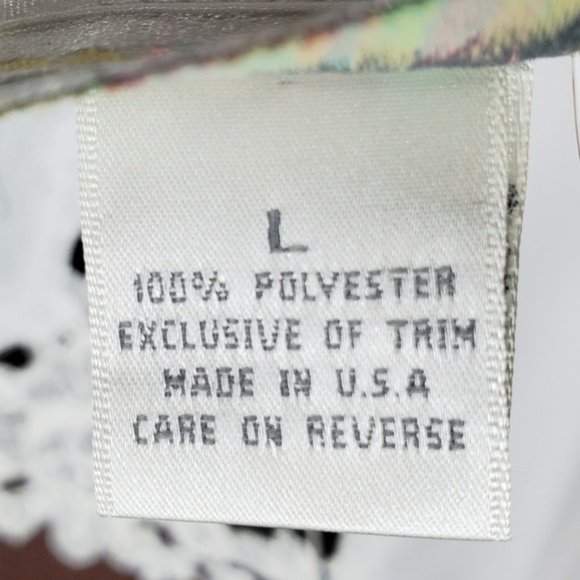 L
100% POLYESTER
EXCLUSIVE OF TRIM
MADE IN U.S.A
CARE ON REVERSE